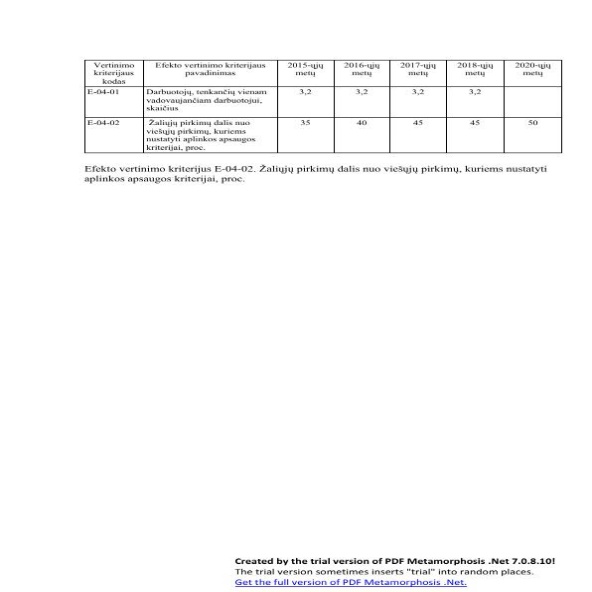 Vertinimo kriterijaus kodas Efekto vertinimo kriterijaus pavadinimas 2015-ųjų metų 2016-ųjų metų 2017-ųjų metų 2018-ųjų metų 2020-ųjų metų
E-04-01 Darbuotojų, tenkančių vienam vadovaujančiam darbuotojui, skaičius 3,2 3,2 3,2 3,2
E-04-02 Žaliųjų pirkimų dalis nuo viešųjų pirkimų, kuriems nustatyti aplinkos apsaugos kriterijai, proc. 35 40 45 45 50
Efekto vertinimo kriterijus E-04-02. Žaliųjų pirkimų dalis nuo viešųjų pirkimų, kuriems nustatyti
aplinkos apsaugos kriterijai, proc.
Created by the trial version of PDF Metamorphosis .Net 7.0.8.10!
The trial version sometimes inserts "trial" into random places.
Get the full version of PDF Metamorphosis .Net.